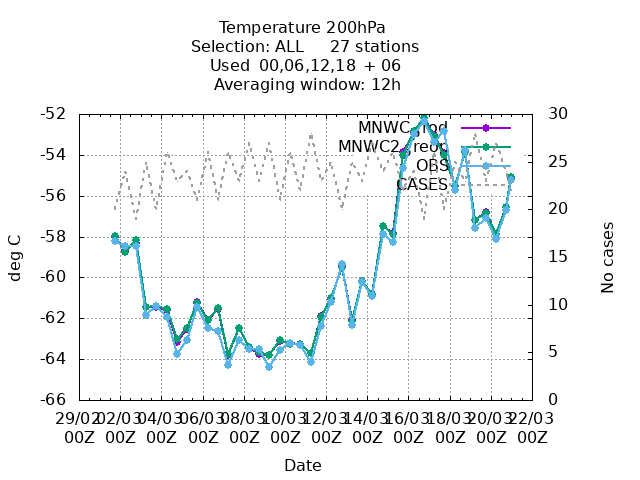 Temperature 200hPa
Selection: ALL 27 stations
Used 00,06,12,18 + 06
Averaging window: 12h
-52
-54
-56
-58
-60
-62
-64
-66
30
25
20
15
10
5
0
deg C
No cases
MNWC_
OBS
CASES
29/02 02/03 04/03 06/03 08/03 10/03 12/03 14/03 16/03 18/03 20/03 22/03
00Z 00Z 00Z 00Z 00Z 00Z 00Z 00Z 00Z 00Z 00Z 00Z
Date